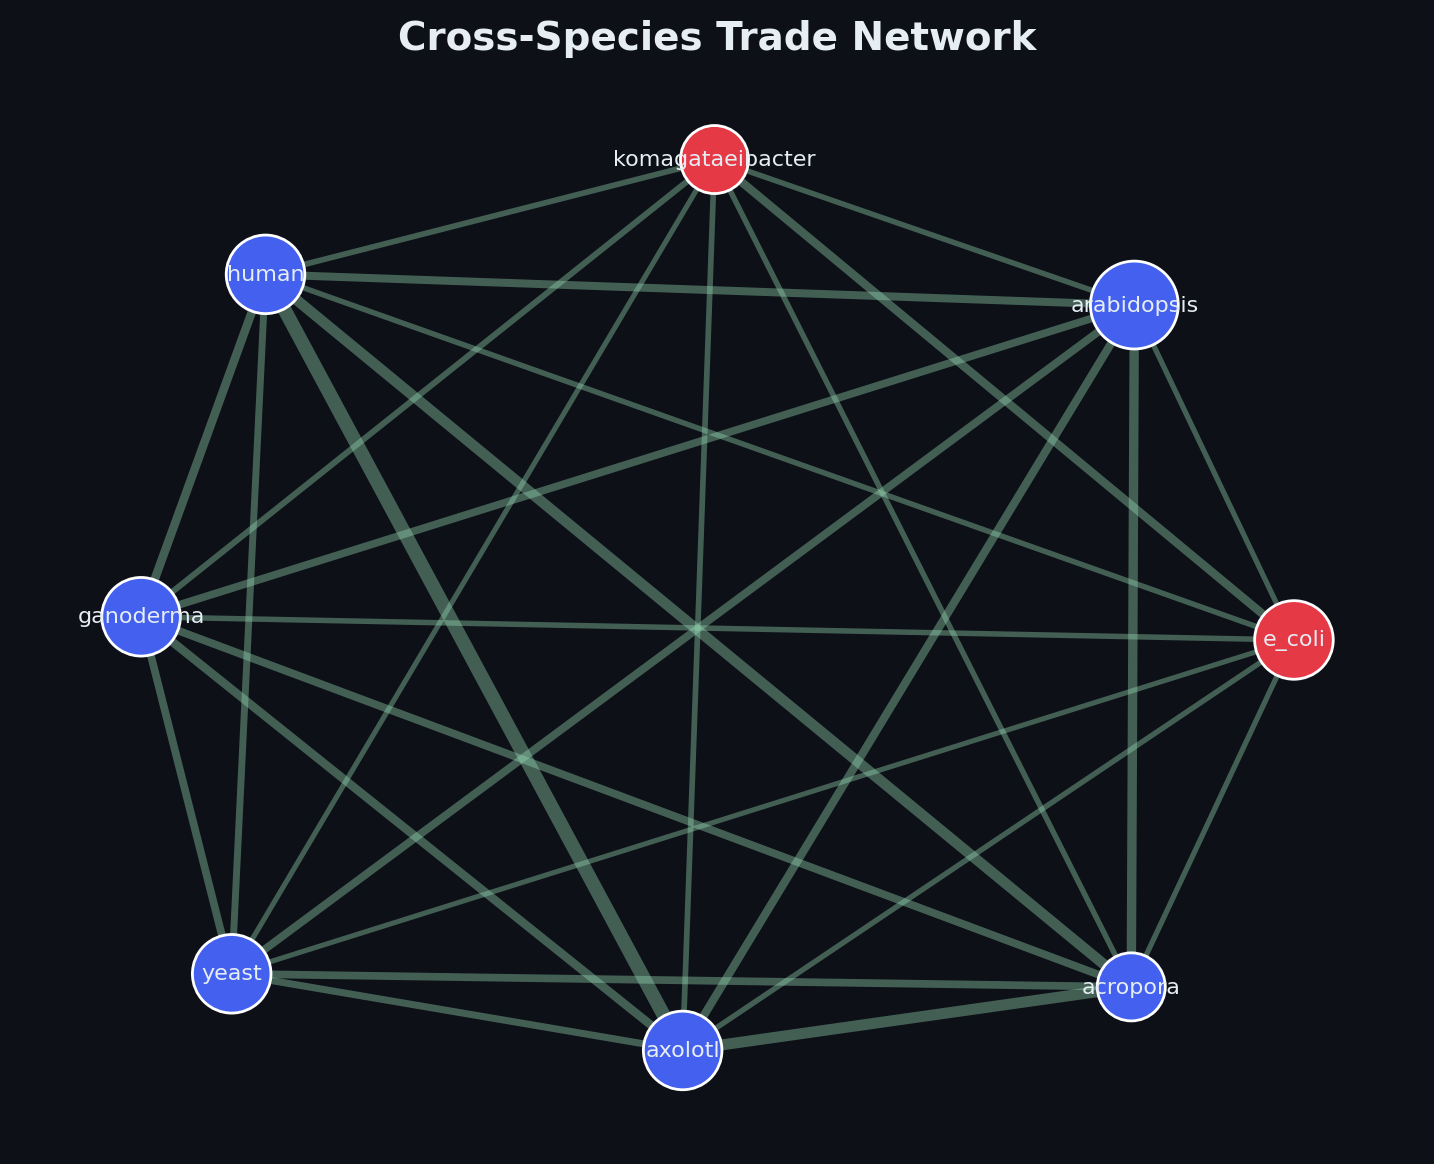 Cross-Species Trade Network
komagataeibacter
human
arabidopsis
ganoderma
e_coli
yeast
acropora
axolotl